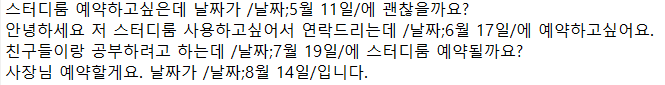 스터디룸 예약하고싶은데 날짜가 /날짜;5월 11일/에 괜찮을까요?
안녕하세요 저 스터디룸 사용하고싶어서 연락드리는데 /날짜;6월 17일/에 예약하고싶어요.
친구들이랑 공부하려고 하는데 /날짜;7월 19일/에 스터디룸 예약될까요?
사장님 예약할게요. 날짜가 /날짜;8월 14일/입니다.